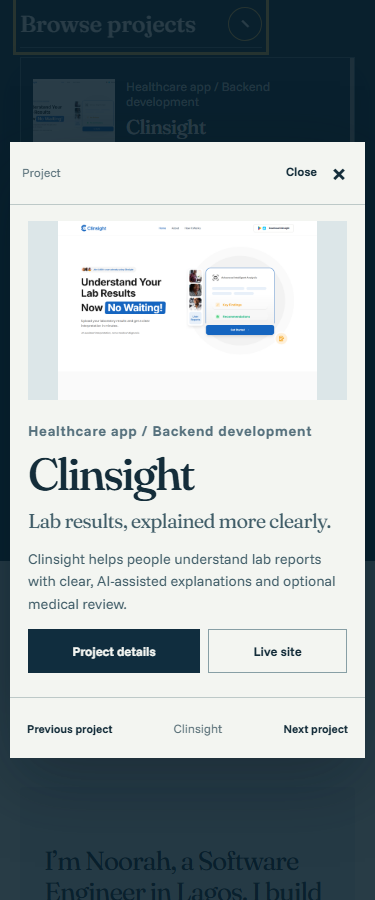 Browse projects
Healthcare app / Backend
development
Clinsight
Project
Close
Clinsight
Understand Your
Lab Results
Now No Waiting!
Healthcare app / Backend development
Clinsight
Lab results, explained more clearly.
Clinsight helps people understand lab reports
with clear, AI-assisted explanations and optional
medical review.
Project details
Live site
Previous project
Clinsight
Next project
I'm Noorah, a Software
Engineer in Lagos. I build